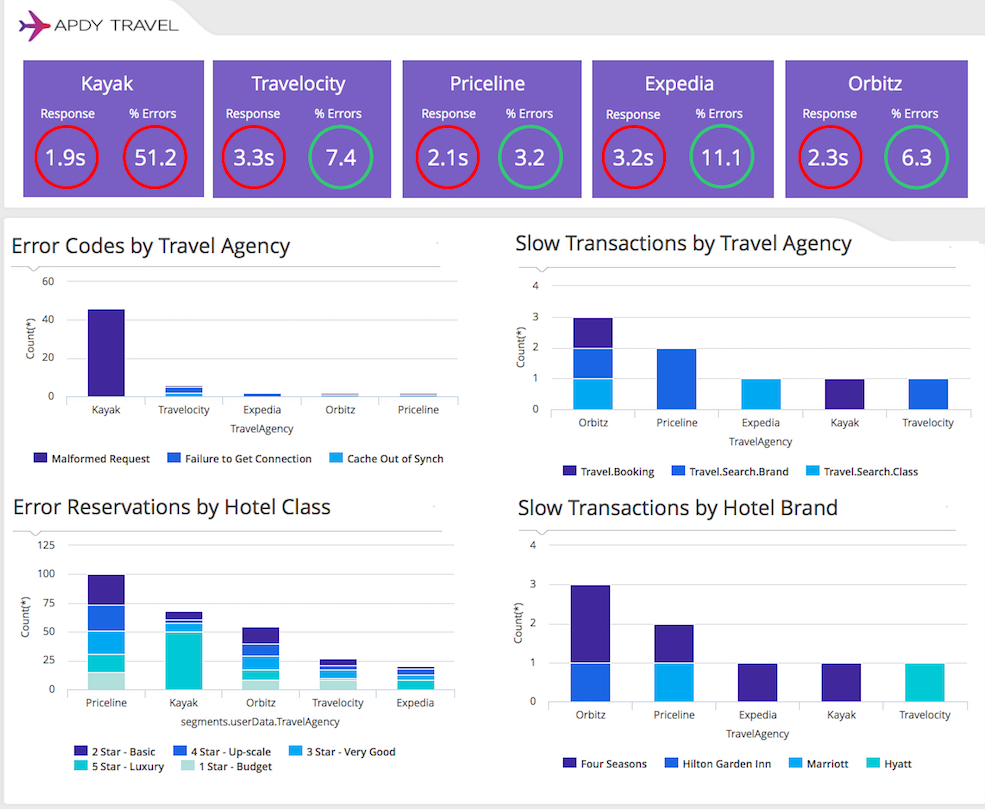 APDY TRAVEL
Kayak
Response % Errors
1.9s 51.2
Travelocity
Response % Errors
3.3s 7.4
Priceline
Response % Errors
2.1s 3.2
Expedia
Response % Errors
3.2s 11.1
Orbitz
Response % Errors
2.3s 6.3
Error Codes by Travel Agency
60
40
20
0
Count(*)
Kayak Travelocity Expedia Orbitz Priceline
TravelAgency
Malformed Request Failure to Get Connection Cache Out of Synch
Slow Transactions by Travel Agency
4
3
2
1
0
Count(*)
Orbitz Priceline Expedia Kayak Travelocity
TravelAgency
Travel.Booking Travel.Search.Brand Travel.Search.Class
Error Reservations by Hotel Class
125
100
75
50
25
0
Count(*)
Priceline Kayak Orbitz Travelocity Expedia
segments.userData.TravelAgency
2 Star - Basic 4 Star - Up-scale 3 Star - Very Good
5 Star - Luxury 1 Star - Budget
Slow Transactions by Hotel Brand
4
3
2
1
0
Count(*)
Orbitz Priceline Expedia Kayak Travelocity
TravelAgency
Four Seasons Hilton Garden Inn Marriott Hyatt